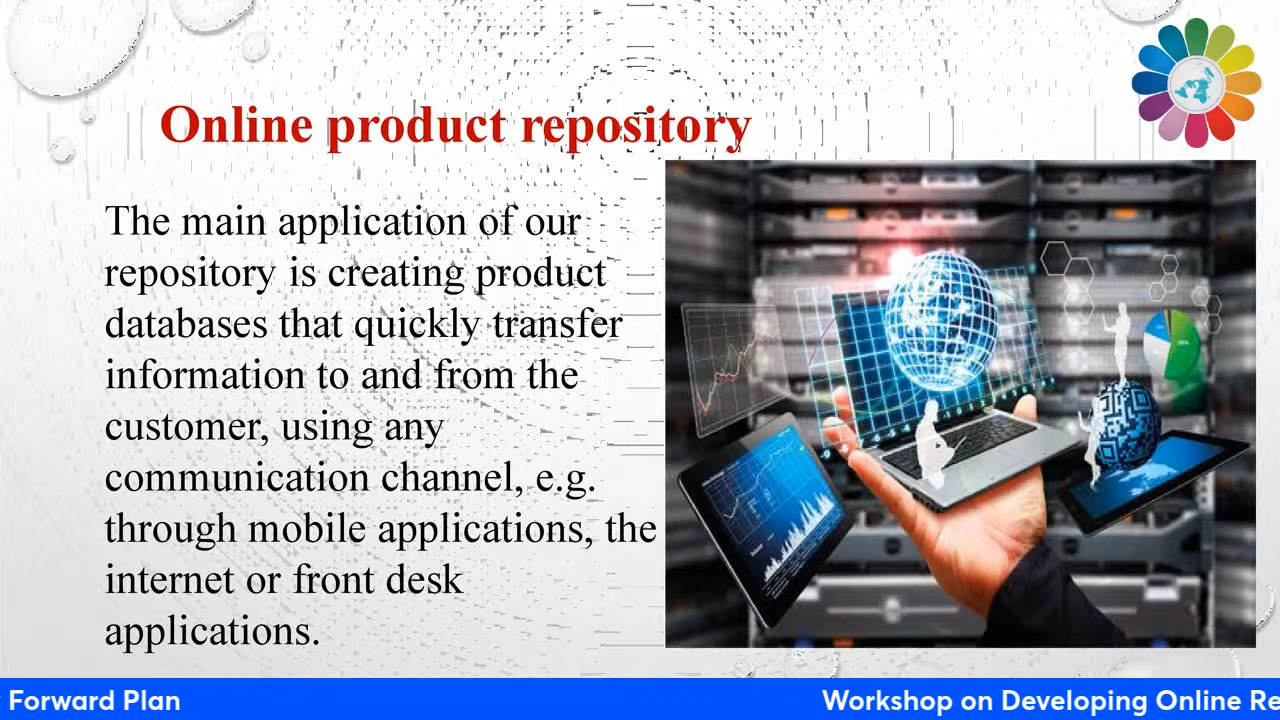 Online product repository
The main application of our
repository is creating product
databases that quickly transfer
information to and from the
customer, using any
communication channel, e.g.
through mobile applications, the
internet or front desk
applications.
Forward Plan
Workshop on Developing Online Re